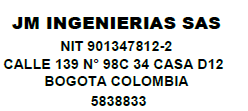 JM INGENIERIAS SAS
NIT 901347812-2
CALLE 139 N° 98C 34 CASA D12
BOGOTA COLOMBIA
5838833